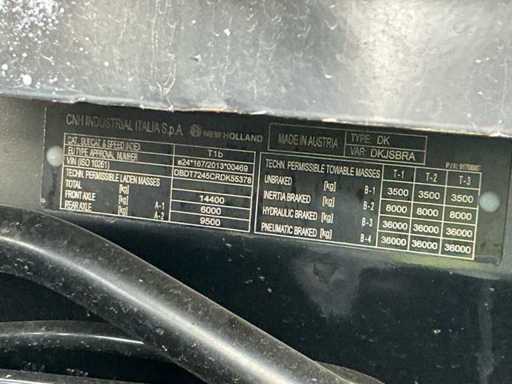 CNH INDUSTRIAL ITALIA S.p.A. NEW HOLLAND
CAT, SUBCAT & SPEED INDEX T1b
EU TYPE APPROVAL NUMBER e24*167/2013*00469
VIN (ISO 10261) DBDT7245CRDK55378
TECHN. PERMISSIBLE LADEN MASSES
TOTAL [kg] 14400
FRONT AXLE [kg] A-1 6000
REAR AXLE [kg] A-2 9500
MADE IN AUSTRIA TYPE: DK
VAR: DKJSBRA
P/N
TECHN. PERMISSIBLE TOWABLE MASSES T-1 T-2 T-3
UNBRAKED [kg] B-1 3500 3500 3500
INERTIA BRAKED [kg] B-2 8000 8000 8000
HYDRAULIC BRAKED [kg] B-3 36000 36000 36000
PNEUMATIC BRAKED [kg] B-4 36000 36000 36000